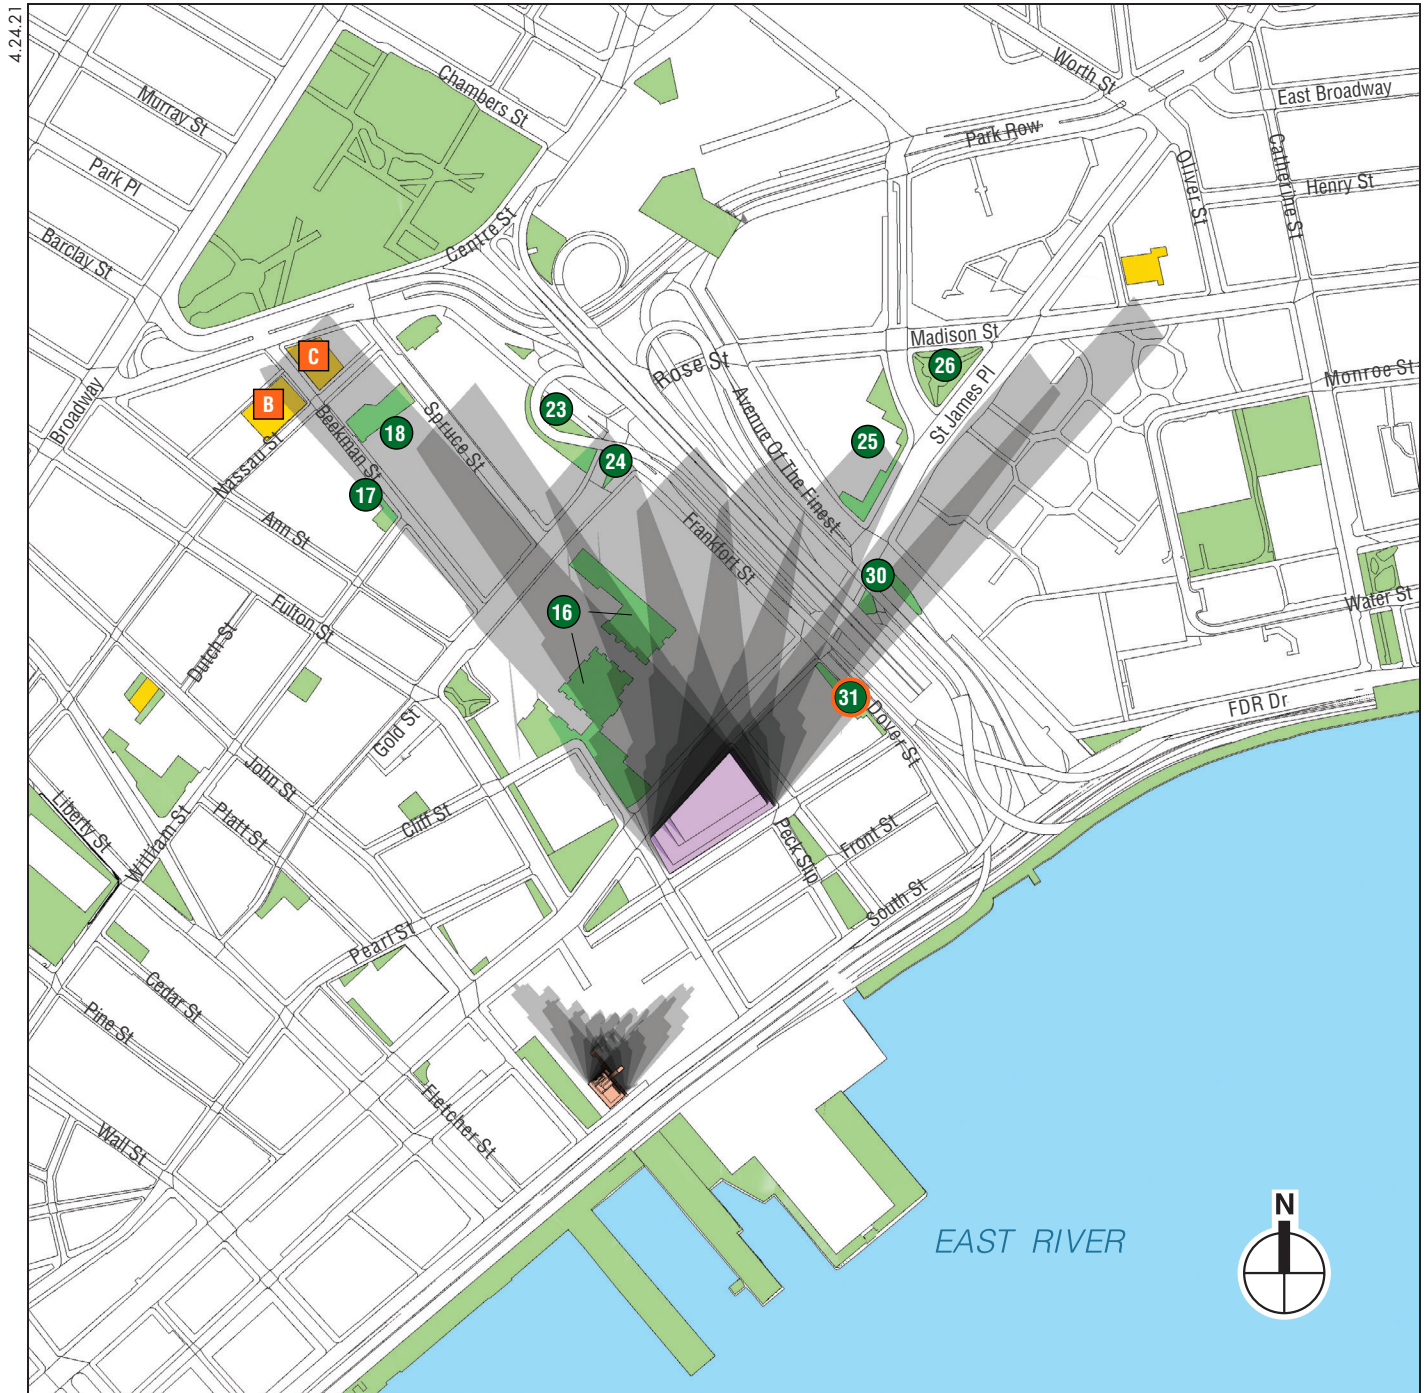 4.24.21
Murray St
Park Pl
Barclay St
Chambers St
Centre St
Worth St
East Broadway
Park Row
Oliver St
Catherine St
Henry St
Madison St
Monroe St
St James Pl
Rose St
Avenue Of The Finest
Frankfort St
Broadway
Nassau St
Beekman St
Spruce St
Ann St
Fulton St
Dutch St
Gold St
John St
Platt St
Cliff St
Liberty St
William St
Pearl St
Cedar St
Pine St
Wall St
Fletcher St
Peck Slip
Front St
South St
Dover St
FDR Dr
Water St
B
C
16
17
18
23
24
25
26
30
31
EAST RIVER
N